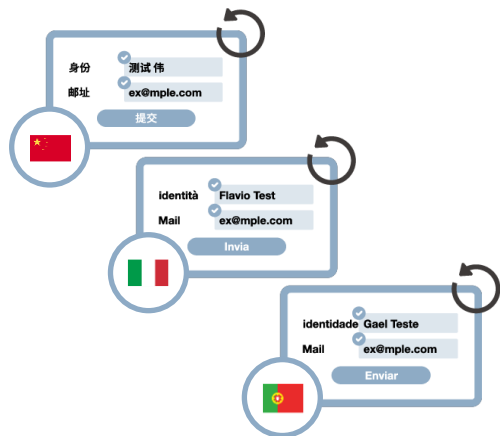 身份 测试 伟
邮址 ex@mple.com
提交
identità Flavio Test
Mail ex@mple.com
Invia
identidade Gael Teste
Mail ex@mple.com
Enviar